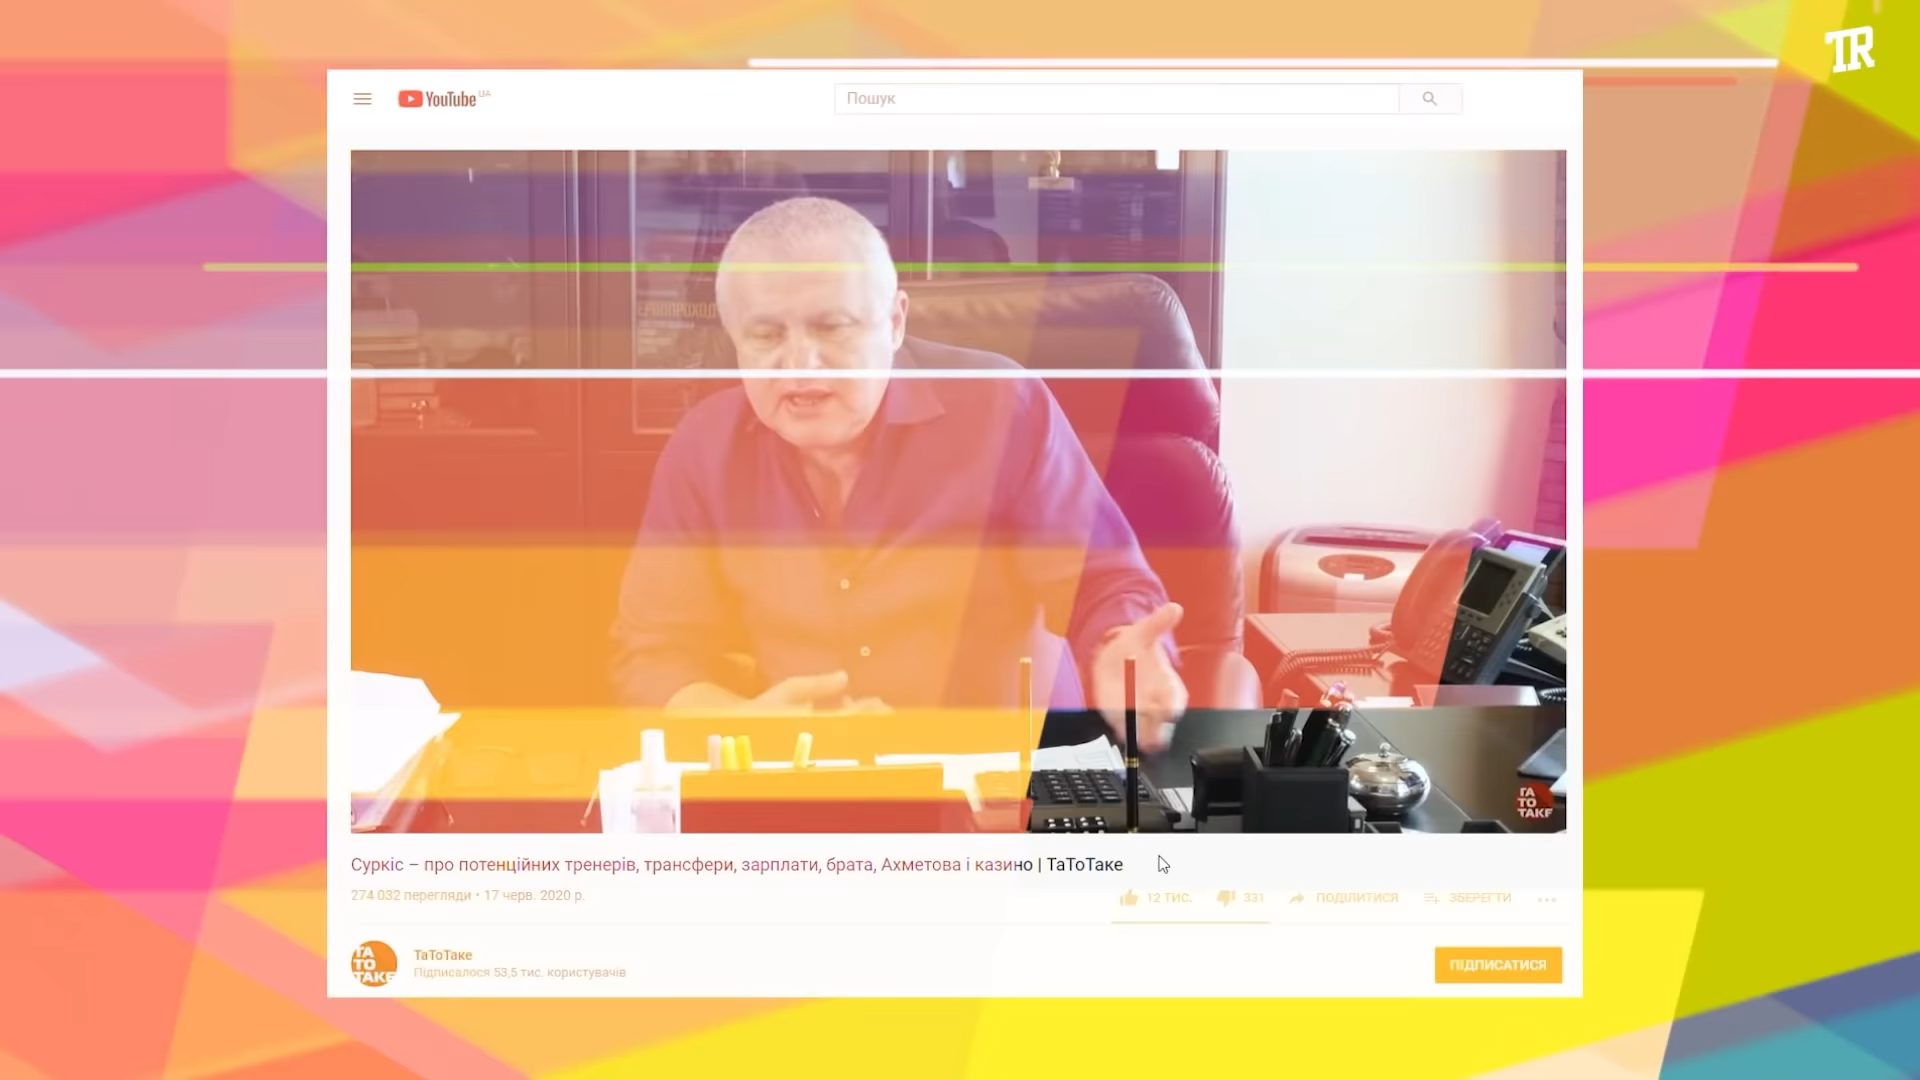 TR
YouTube UA
Пошук
ТА
ТО
ТАКЕ
Суркіс – про потенційних тренерів, трансфери, зарплати, брата, Ахметова і казино | ТаТоТаке
274 032 перегляди • 17 черв. 2020 р.
12 ТИС. 331 ПОДІЛИТИСЯ ЗБЕРЕГТИ
ТА
ТО
ТАКЕ
ТаТоТаке
Підписалося 53,5 тис. користувачів
ПІДПИСАТИСЯ